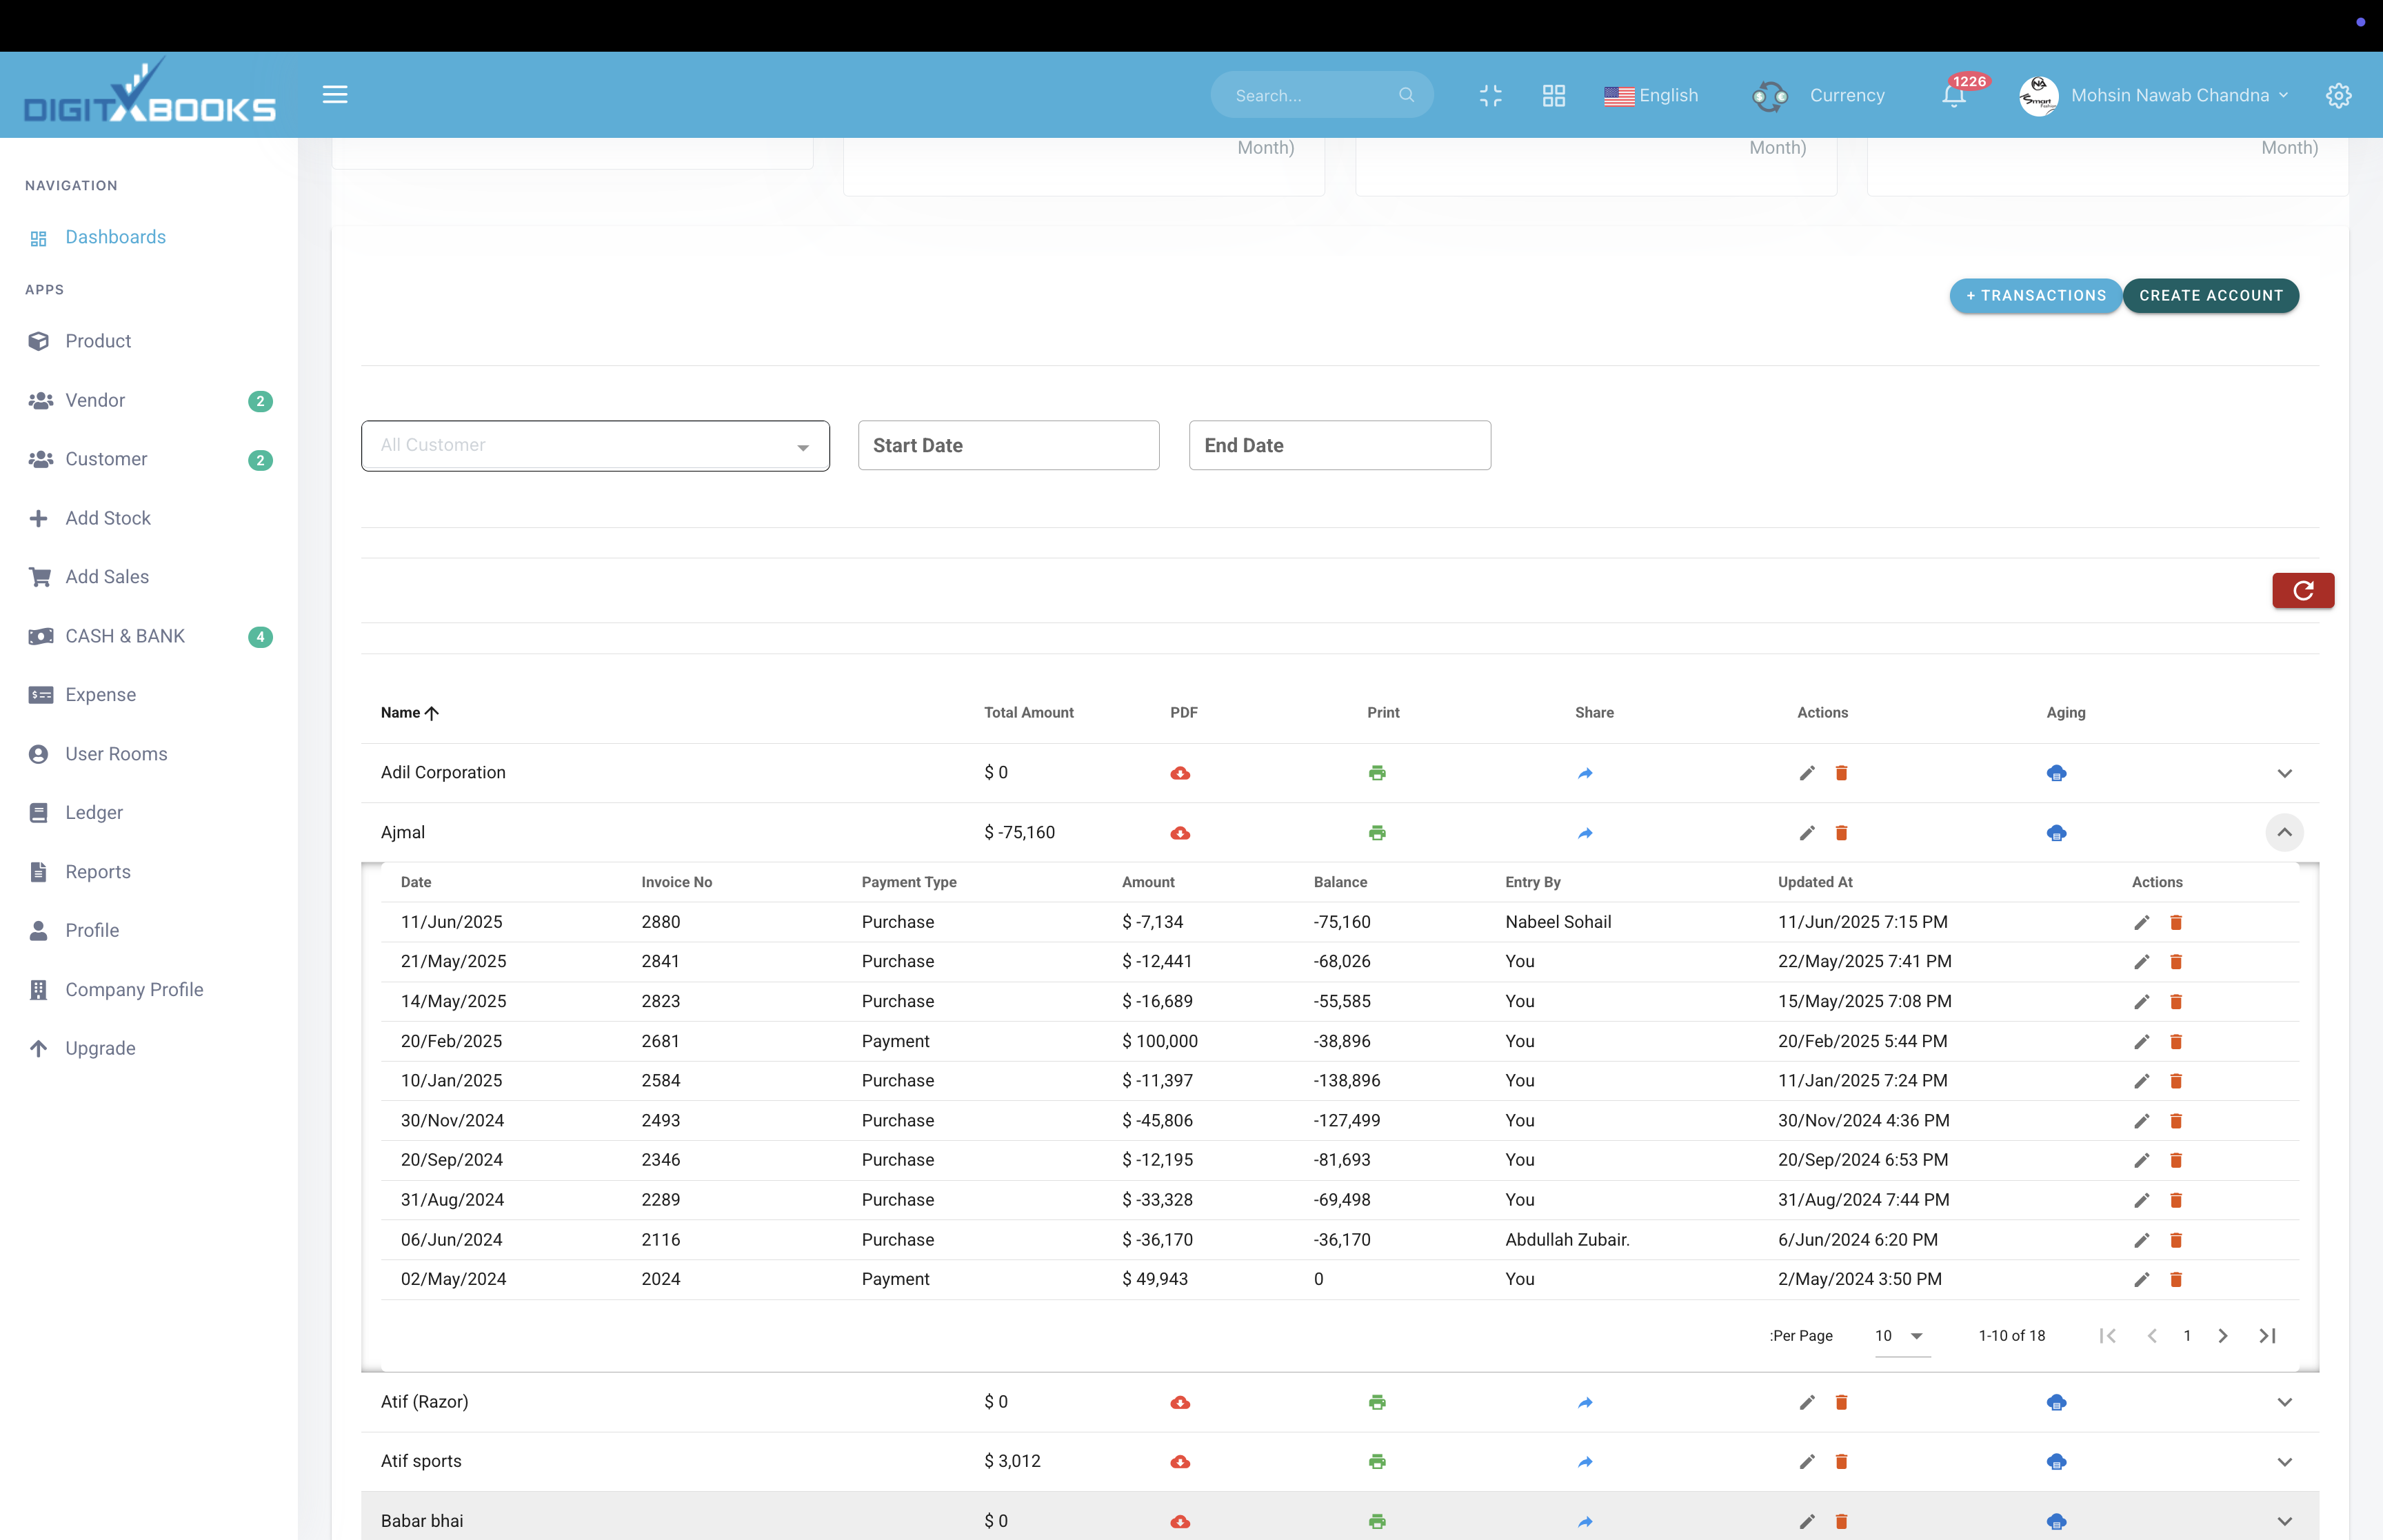 DIGITXBOOKS
Search...
English
Currency
1226
Mohsin Nawab Chandna
NAVIGATION
Dashboards
APPS
Product
Vendor 2
Customer 2
Add Stock
Add Sales
CASH & BANK 4
Expense
User Rooms
Ledger
Reports
Profile
Company Profile
Upgrade
Month) Month) Month)
+ TRANSACTIONS CREATE ACCOUNT
All Customer Start Date End Date
Name Total Amount PDF Print Share Actions Aging
Adil Corporation $ 0
Ajmal $ -75,160
Date Invoice No Payment Type Amount Balance Entry By Updated At Actions
11/Jun/2025 2880 Purchase $ -7,134 -75,160 Nabeel Sohail 11/Jun/2025 7:15 PM
21/May/2025 2841 Purchase $ -12,441 -68,026 You 22/May/2025 7:41 PM
14/May/2025 2823 Purchase $ -16,689 -55,585 You 15/May/2025 7:08 PM
20/Feb/2025 2681 Payment $ 100,000 -38,896 You 20/Feb/2025 5:44 PM
10/Jan/2025 2584 Purchase $ -11,397 -138,896 You 11/Jan/2025 7:24 PM
30/Nov/2024 2493 Purchase $ -45,806 -127,499 You 30/Nov/2024 4:36 PM
20/Sep/2024 2346 Purchase $ -12,195 -81,693 You 20/Sep/2024 6:53 PM
31/Aug/2024 2289 Purchase $ -33,328 -69,498 You 31/Aug/2024 7:44 PM
06/Jun/2024 2116 Purchase $ -36,170 -36,170 Abdullah Zubair. 6/Jun/2024 6:20 PM
02/May/2024 2024 Payment $ 49,943 0 You 2/May/2024 3:50 PM
:Per Page 10 1-10 of 18 1
Atif (Razor) $ 0
Atif sports $ 3,012
Babar bhai $ 0